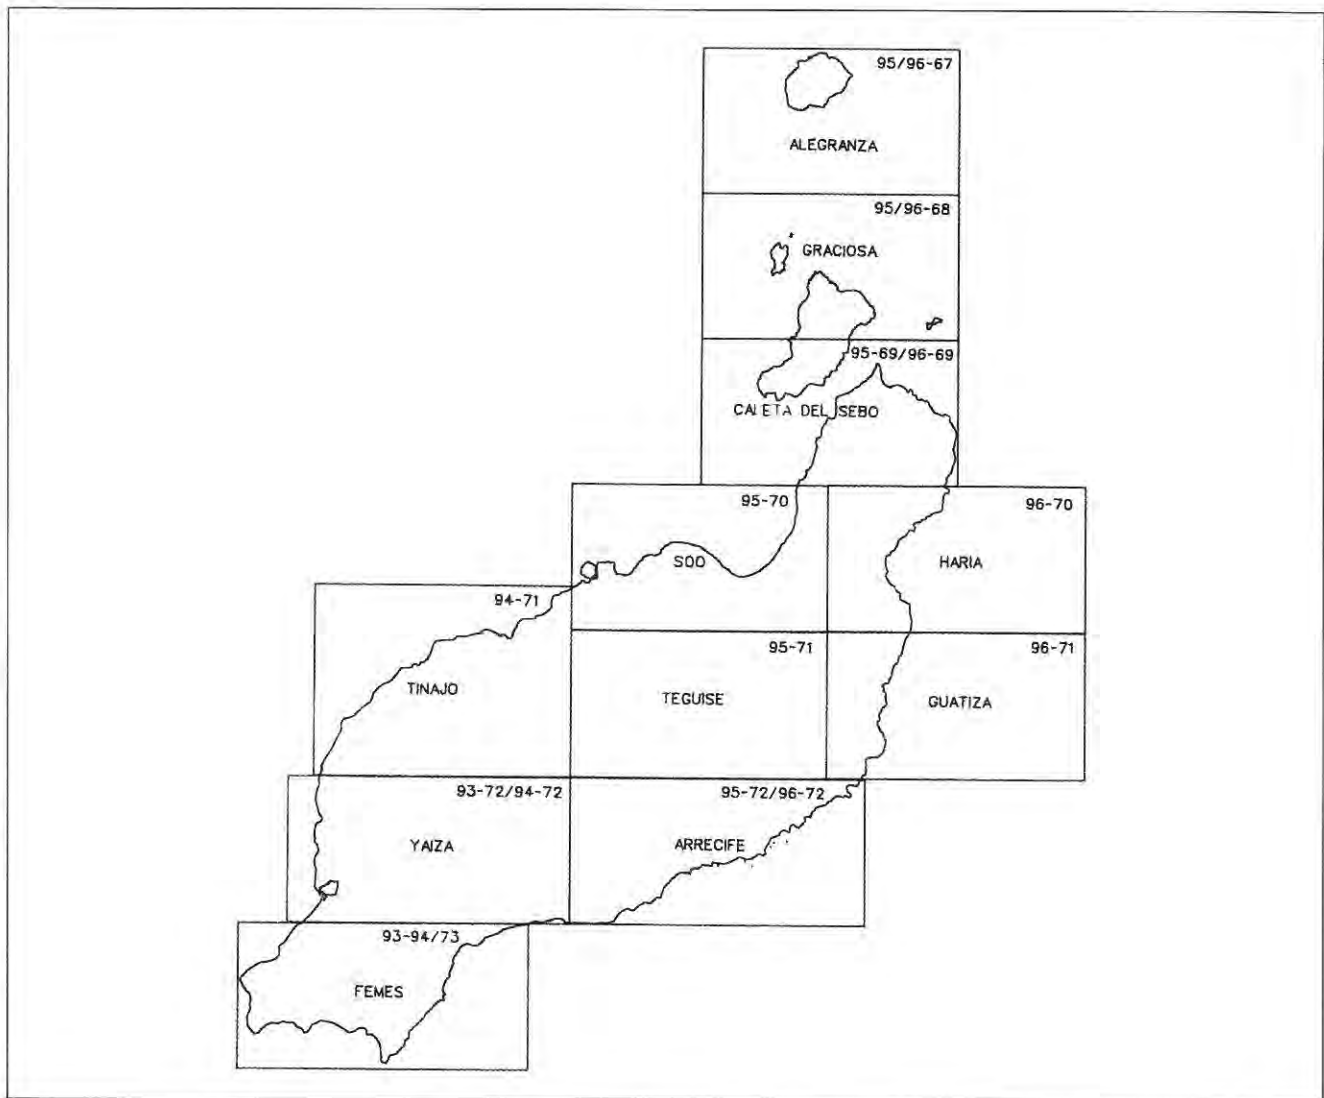 95/96-67
ALEGRANZA
95/96-68
GRACIOSA
95-69/96-69
CALETA DEL SEBO
95-70
SOO
96-70
HARIA
94-71
TINAJO
95-71
TEGUISE
96-71
GUATIZA
93-72/94-72
YAIZA
95-72/96-72
ARRECIFE
93-94/73
FEMES